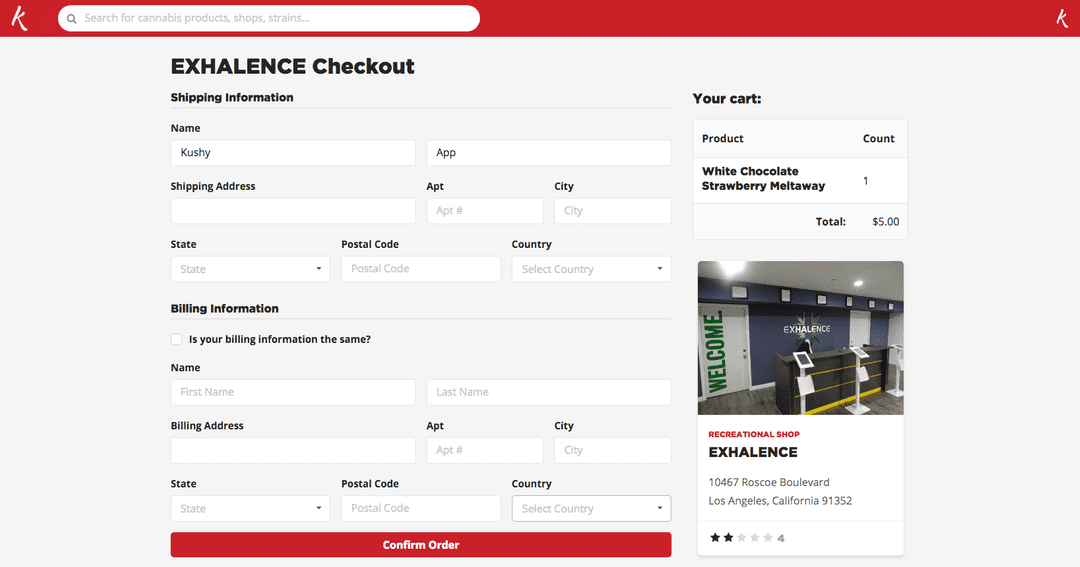 k
Search for cannabis products, shops, strains...
k
EXHALENCE Checkout
Shipping Information
Name
Kushy
App
Shipping Address
Apt
City
Apt #
City
State
Postal Code
Country
State
Postal Code
Select Country
Billing Information
Is your billing information the same?
Name
First Name
Last Name
Billing Address
Apt
City
Apt #
City
State
Postal Code
Country
State
Postal Code
Select Country
Confirm Order
Your cart:
Product
Count
White Chocolate
Strawberry Meltaway
1
Total:
$5.00
WELCOME.
EXHALENCE
RECREATIONAL SHOP
EXHALENCE
10467 Roscoe Boulevard
Los Angeles, California 91352
4